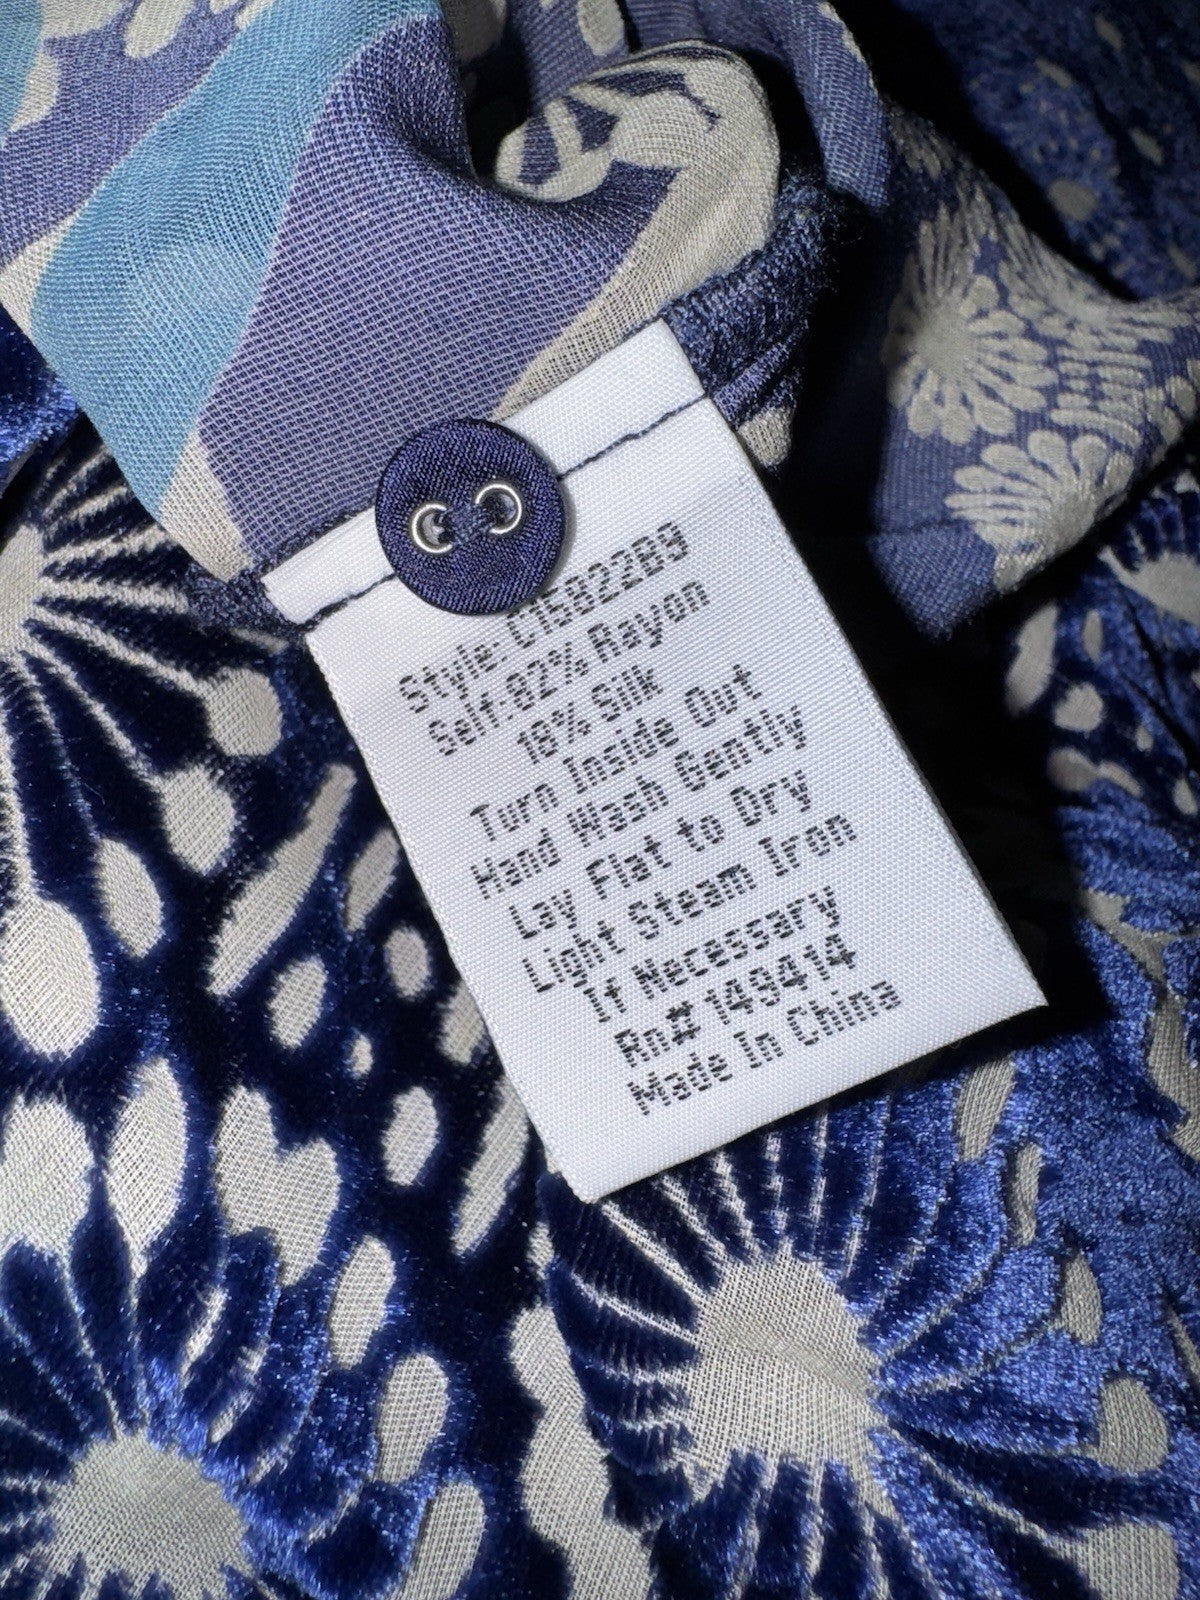 Style: C15822B9
Self: 82% Rayon
18% Silk
Turn Inside Out
Hand Wash Gently
Lay Flat to Dry
Light Steam Iron
If Necessary
Rn# 149414
Made In China